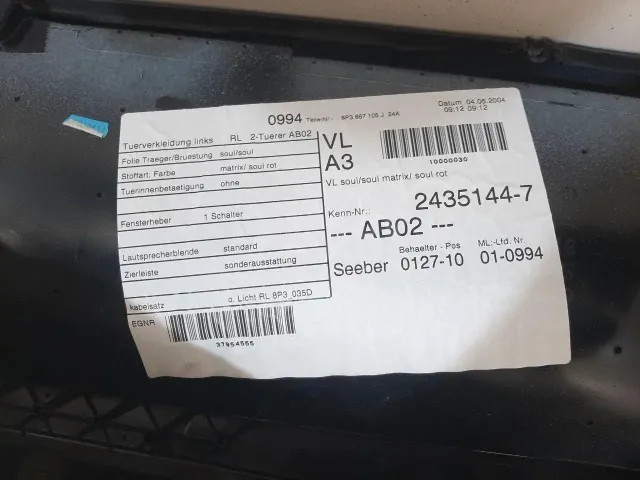 0994 Teile-Nr.: 8P3 867 105 J 24A
Datum 04.06.2004
09:12 09:12
Tuerverkleidung links RL 2-Tuerer AB02
Folie Traeger/Bruestung soul/soul
Stoffart: Farbe matrix/ soul rot
Tuerinnenbetaetigung ohne
Fensterheber 1 Schalter
Lautsprecherblende standard
Zierleiste sonderausstattung
kabelsatz o. Licht RL 8P3_035D
EGNR
37954555
VL
A3
10000030
VL soul/soul matrix/ soul rot
Kenn-Nr.: 2435144-7
--- AB02 ---
Behaelter - Pos ML.-Lfd. Nr.
Seeber 0127-10 01-0994